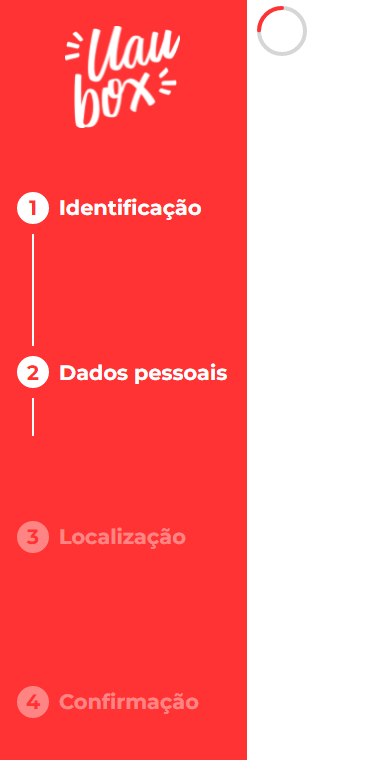 Uau
box
1 Identificação
2 Dados pessoais
3 Localização
4 Confirmação